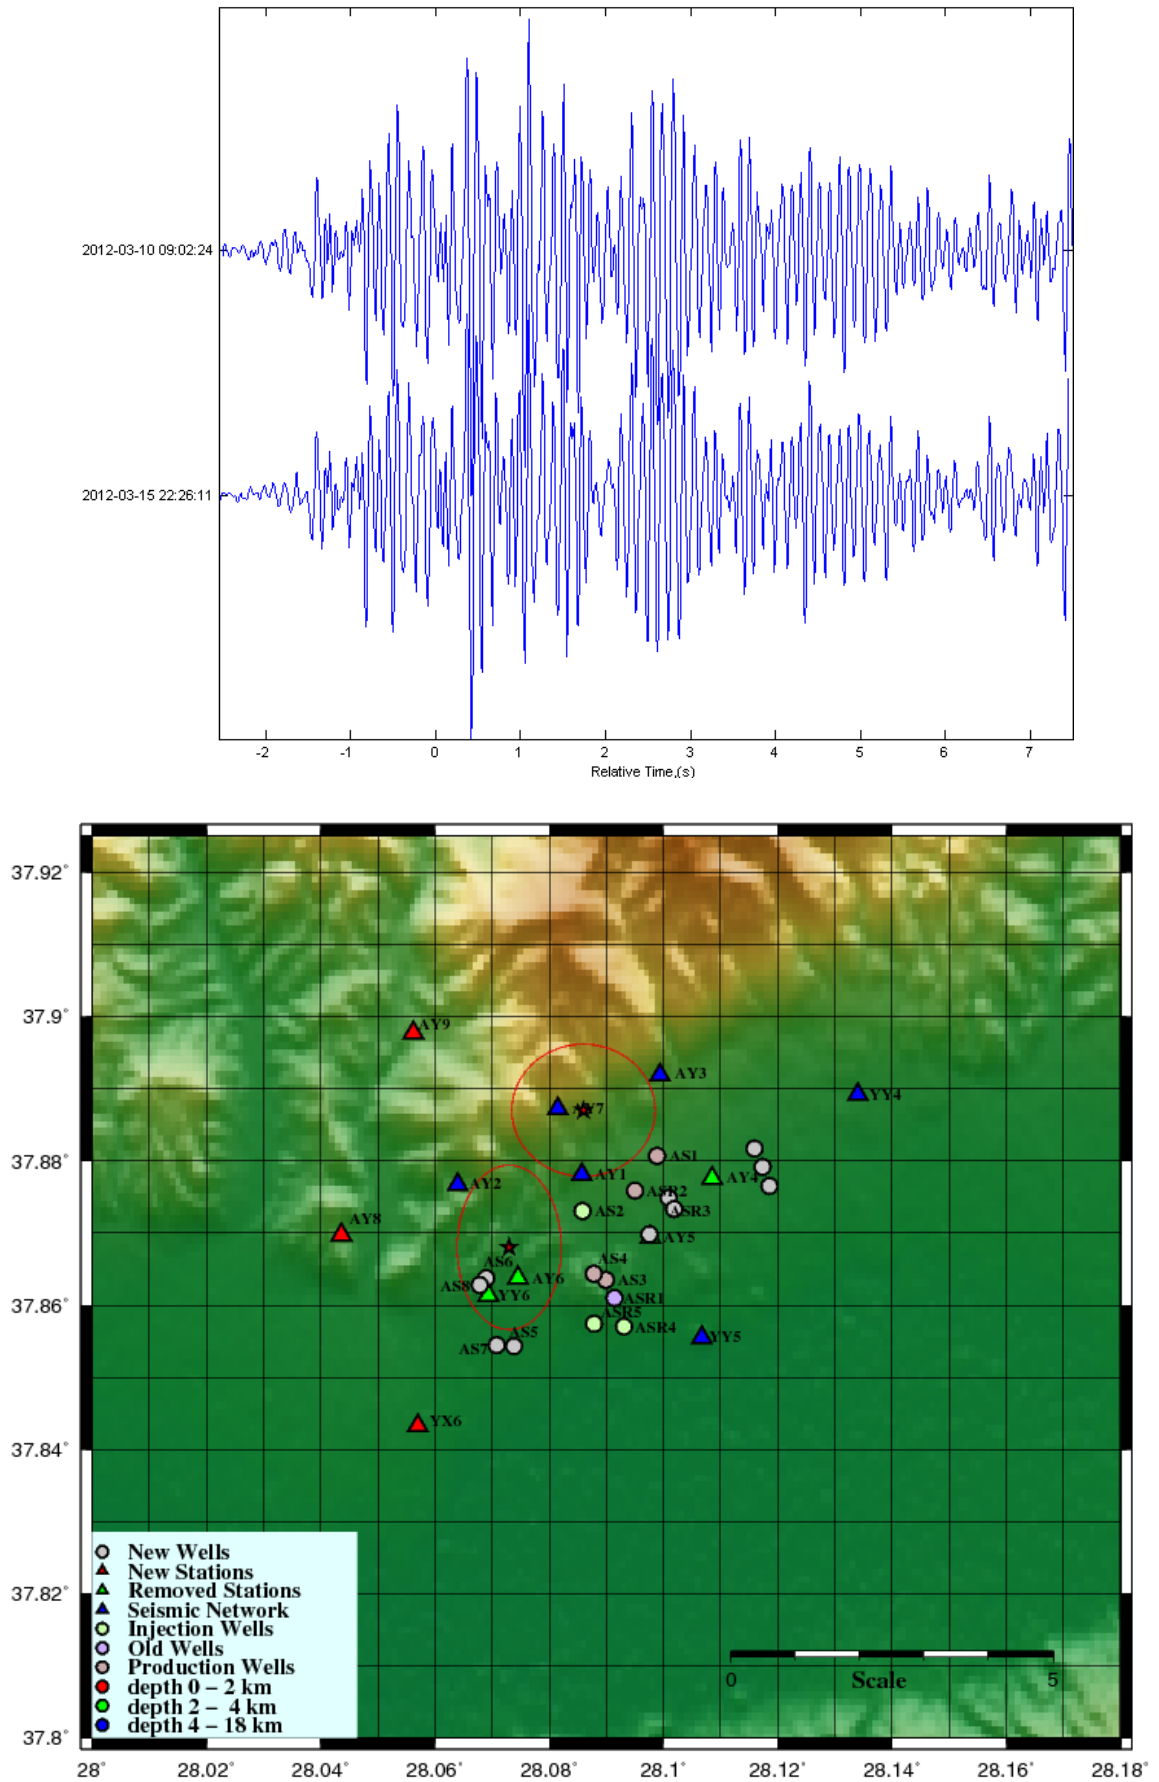 2012-03-10 09:02:24
2012-03-15 22:26:11
-2 -1 0 1 2 3 4 5 6 7
Relative Time,(s)
37.92°
37.9°
37.88°
37.86°
37.84°
37.82°
37.8°
AY9
AY3
YY4
AY7
AS1
AY1
AY4
AY2
ASR2
AS2
ASR3
AY8
AY5
AS6
AS4
AY6
AS3
AS8
YY6
ASR1
ASR5
ASR4
AS5
YY5
AS7
YX6
New Wells
New Stations
Removed Stations
Seismic Network
Injection Wells
Old Wells
Production Wells
depth 0 – 2 km
depth 2 – 4 km
depth 4 – 18 km
0 Scale 5
28° 28.02° 28.04° 28.06° 28.08° 28.1° 28.12° 28.14° 28.16° 28.18°